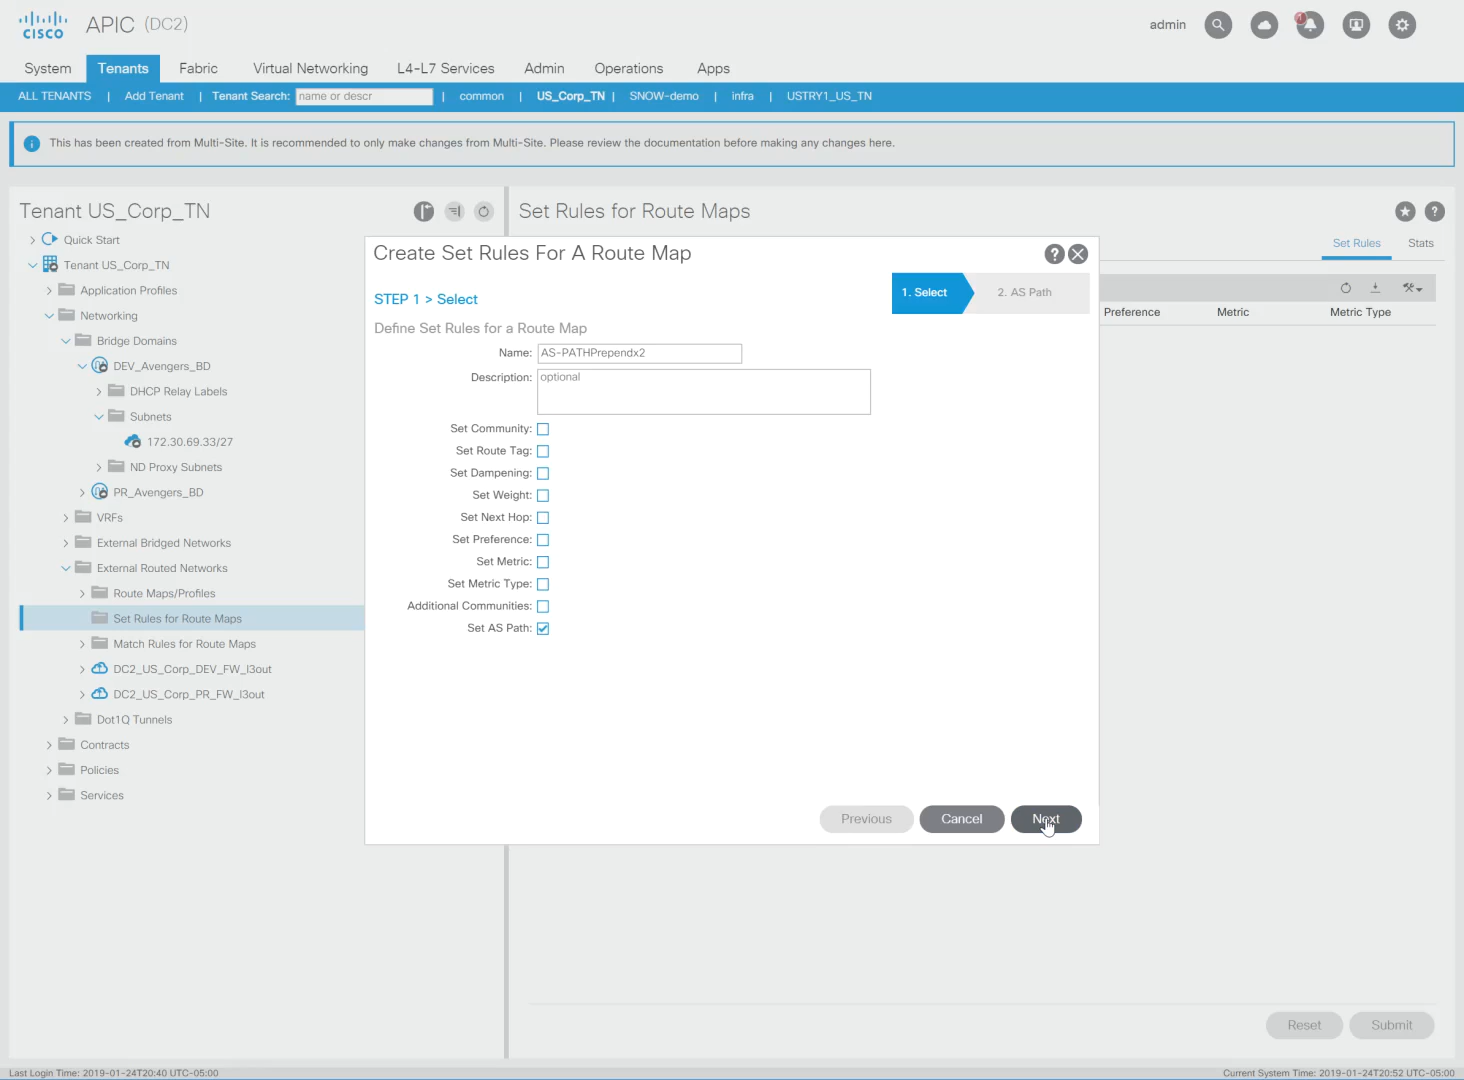 CISCO APIC (DC2) admin
System Tenants Fabric Virtual Networking L4-L7 Services Admin Operations Apps
ALL TENANTS | Add Tenant | Tenant Search: name or descr | common | US_Corp_TN | SNOW-demo | infra | USTRY1_US_TN
This has been created from Multi-Site. It is recommended to only make changes from Multi-Site. Please review the documentation before making any changes here.
Tenant US_Corp_TN
Quick Start
Tenant US_Corp_TN
Application Profiles
Networking
Bridge Domains
DEV_Avengers_BD
DHCP Relay Labels
Subnets
172.30.69.33/27
ND Proxy Subnets
PR_Avengers_BD
VRFs
External Bridged Networks
External Routed Networks
Route Maps/Profiles
Set Rules for Route Maps
Match Rules for Route Maps
DC2_US_Corp_DEV_FW_l3out
DC2_US_Corp_PR_FW_l3out
Dot1Q Tunnels
Contracts
Policies
Services
Set Rules for Route Maps
Set Rules Stats
Preference Metric Metric Type
Create Set Rules For A Route Map
STEP 1 > Select
1. Select 2. AS Path
Define Set Rules for a Route Map
Name: AS-PATHPrependx2
Description: optional
Set Community:
Set Route Tag:
Set Dampening:
Set Weight:
Set Next Hop:
Set Preference:
Set Metric:
Set Metric Type:
Additional Communities:
Set AS Path:
Previous Cancel Next
Reset Submit
Last Login Time: 2019-01-24T20:40 UTC-05:00 Current System Time: 2019-01-24T20:52 UTC-05:00